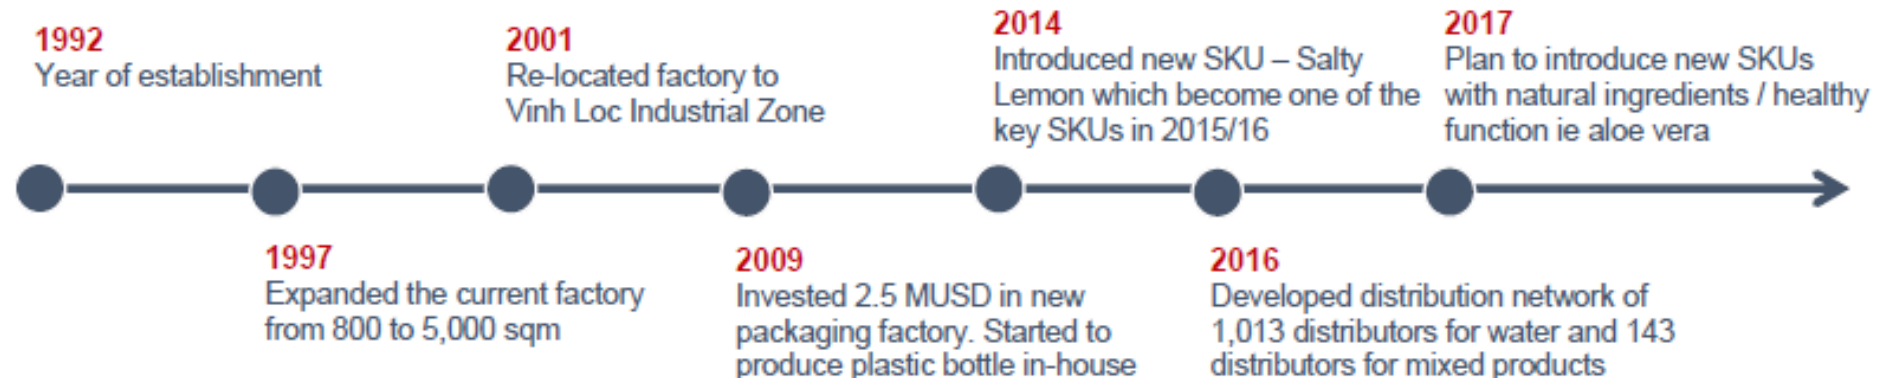 1992
Year of establishment
2001
Re-located factory to
Vinh Loc Industrial Zone
2014
Introduced new SKU – Salty
Lemon which become one of the
key SKUs in 2015/16
2017
Plan to introduce new SKUs
with natural ingredients / healthy
function ie aloe vera
1997
Expanded the current factory
from 800 to 5,000 sqm
2009
Invested 2.5 MUSD in new
packaging factory. Started to
produce plastic bottle in-house
2016
Developed distribution network of
1,013 distributors for water and 143
distributors for mixed products